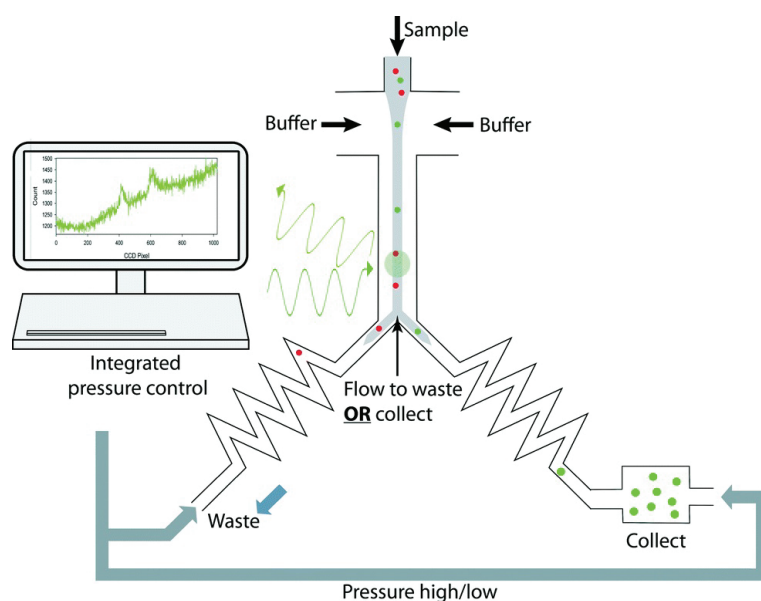 Sample
Buffer
Buffer
1500
1450
1400
1350
1300
1250
1200
Count
0
200
400
600
800
1000
CCD Pixel
Integrated
pressure control
Flow to waste
OR collect
Waste
Collect
Pressure high/low